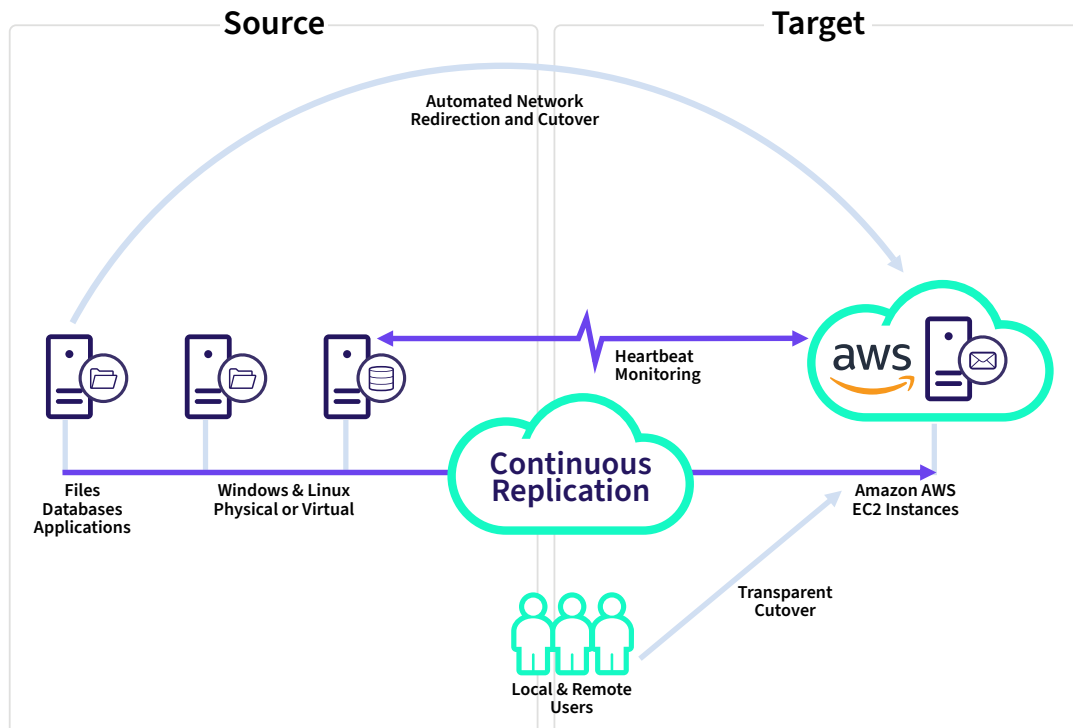 Source
Target
Automated Network
Redirection and Cutover
Heartbeat
Monitoring
aws
Continuous
Replication
Files
Databases
Applications
Windows & Linux
Physical or Virtual
Amazon AWS
EC2 Instances
Transparent
Cutover
Local & Remote
Users